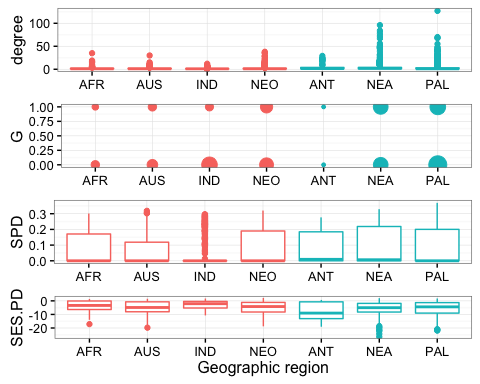 degree
100
50
0
AFR AUS IND NEO ANT NEA PAL
G
1.00
0.75
0.50
0.25
0.00
AFR AUS IND NEO ANT NEA PAL
SPD
0.3
0.2
0.1
0.0
AFR AUS IND NEO ANT NEA PAL
SES.PD
0
-10
-20
AFR AUS IND NEO ANT NEA PAL
Geographic region